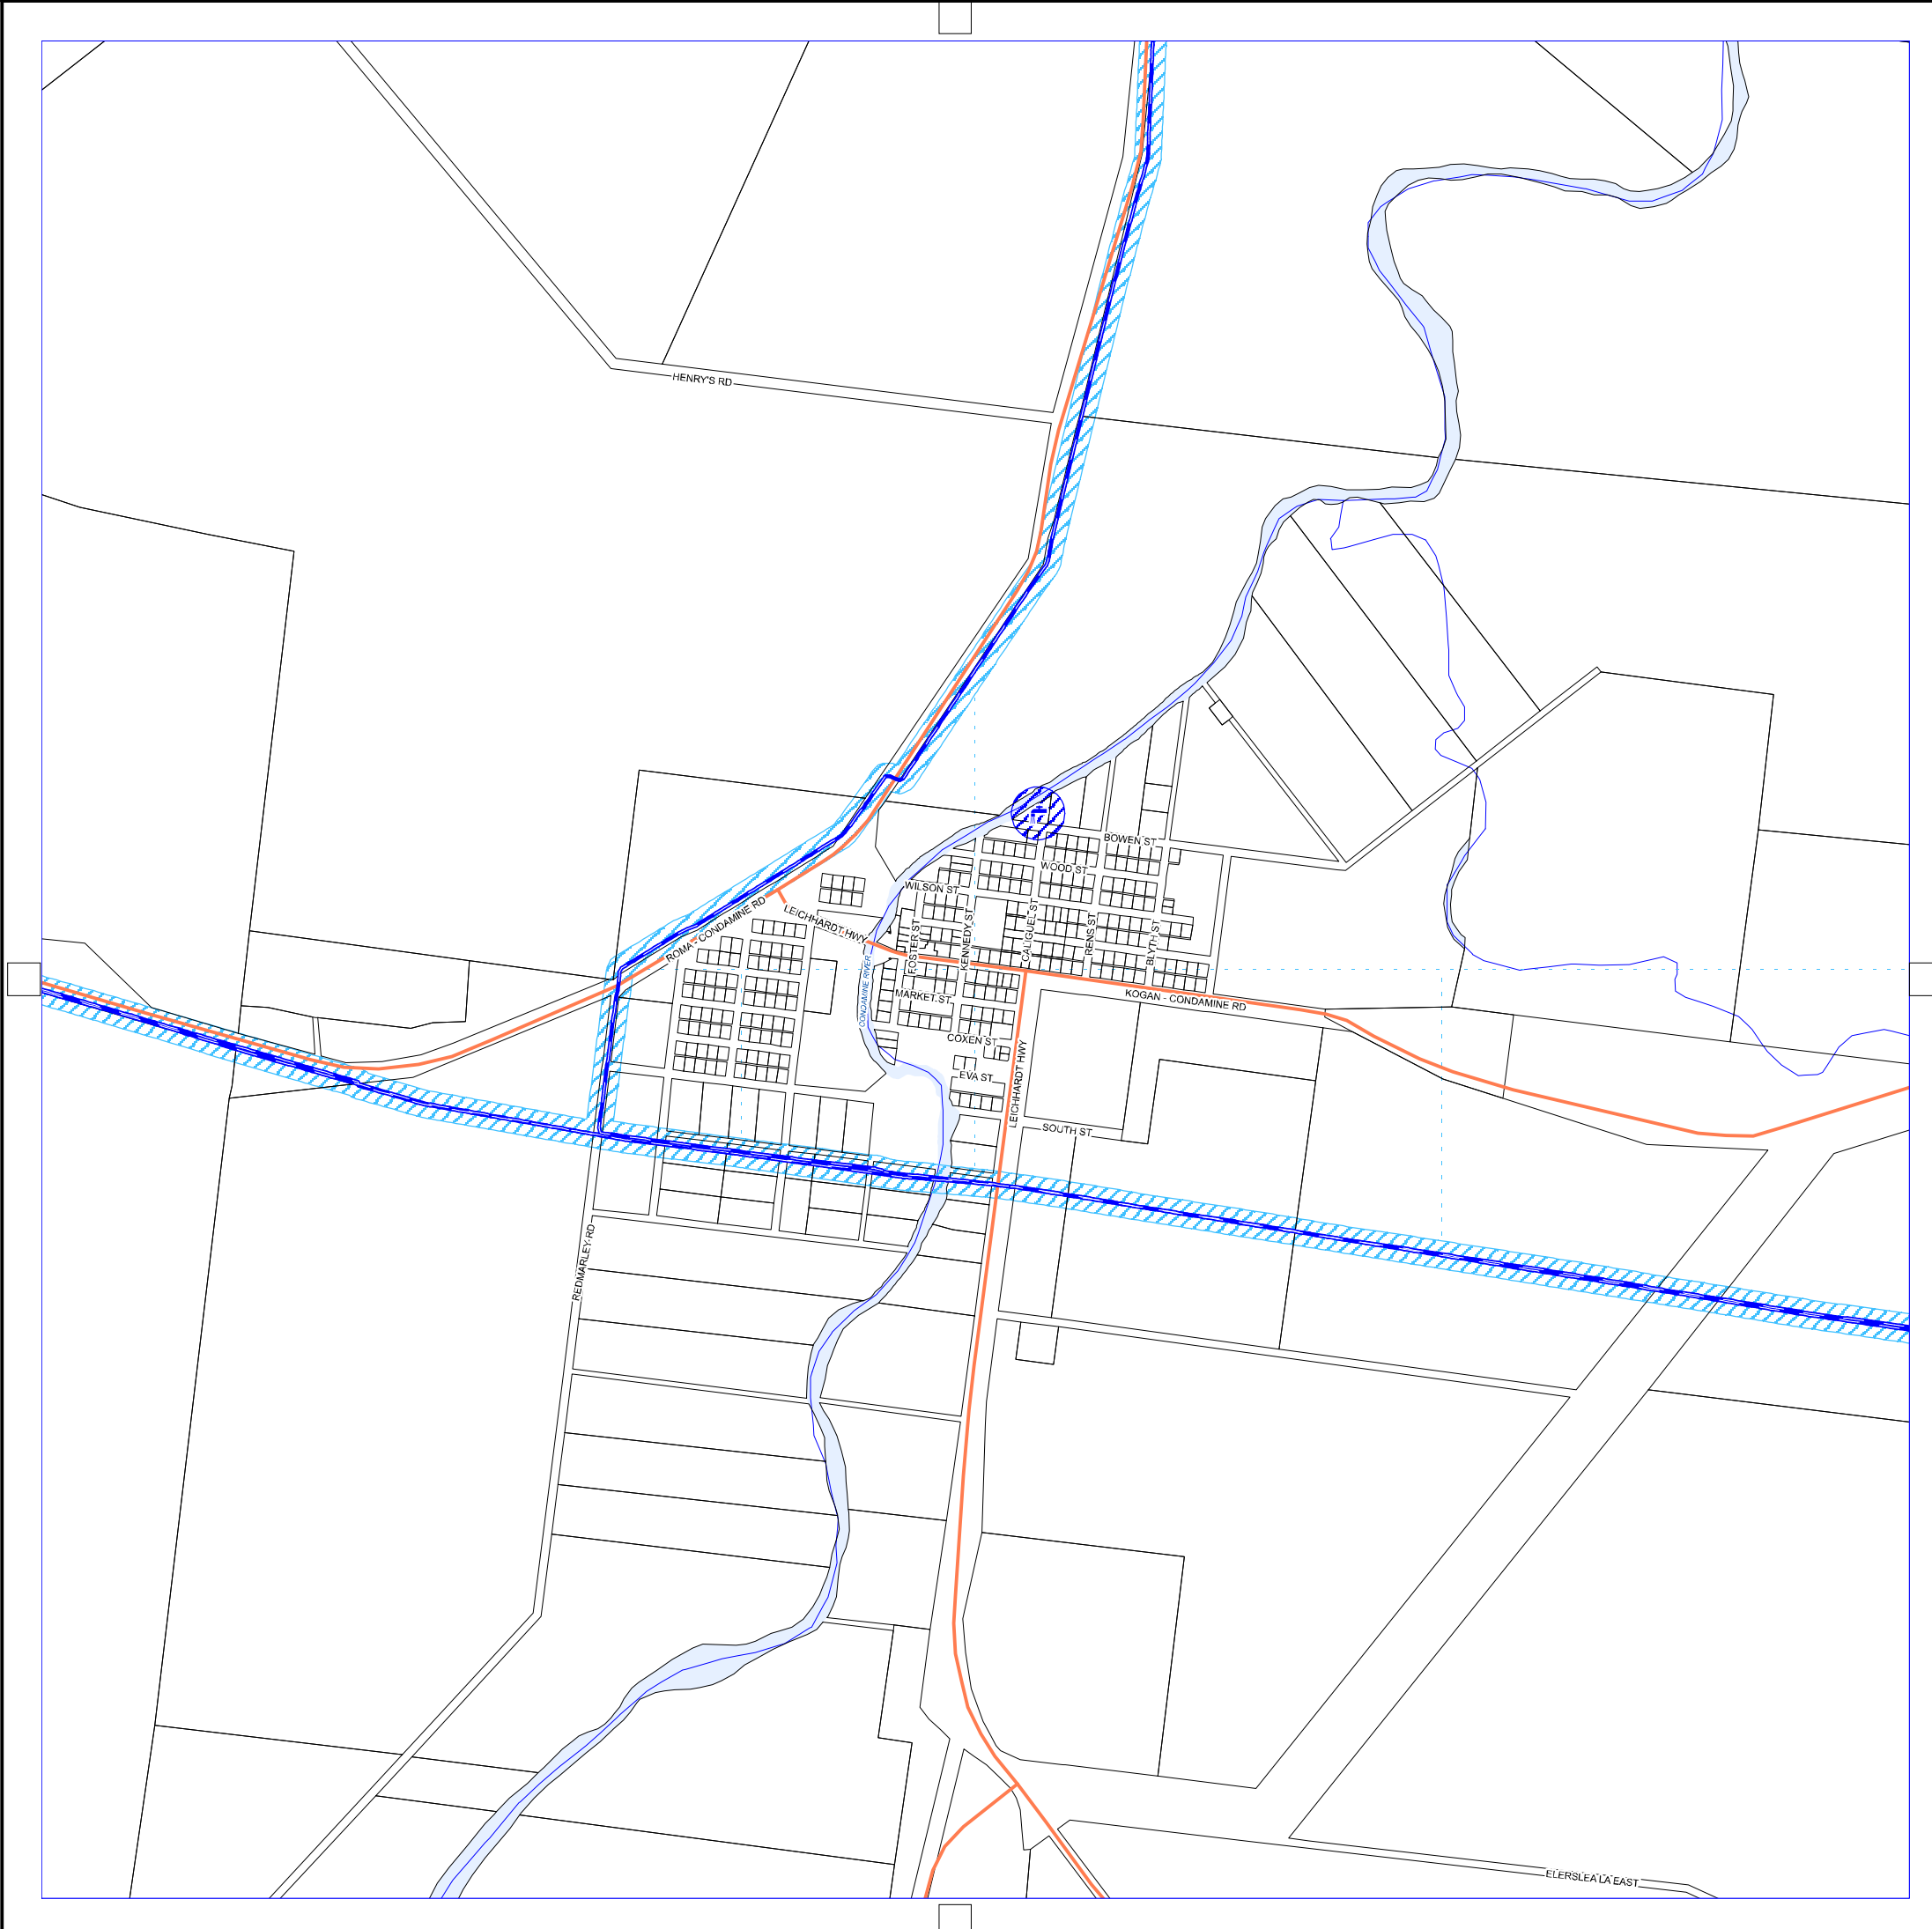 HENRY'S RD
BOWEN ST
WOOD ST
WILSON ST
LEICHHARDT HWY
ROMA - CONDAMINE RD
FOSTER ST
KENNEDY ST
CALIGUEL ST
RENS ST
BLYTH ST
CONDAMINE RIVER
MARKET ST
KOGAN - CONDAMINE RD
COXEN ST
EVA ST
LEICHHARDT HWY
SOUTH ST
REDMARLEY RD
ELERSLEA LA EAST